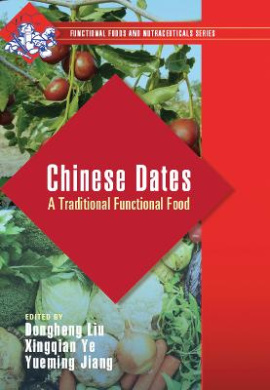 FUNCTIONAL FOODS AND NUTRACEUTICALS SERIES
Chinese Dates
A Traditional Functional Food
EDITED BY
Dongheng Liu
Xingqian Ye
Yueming Jiang